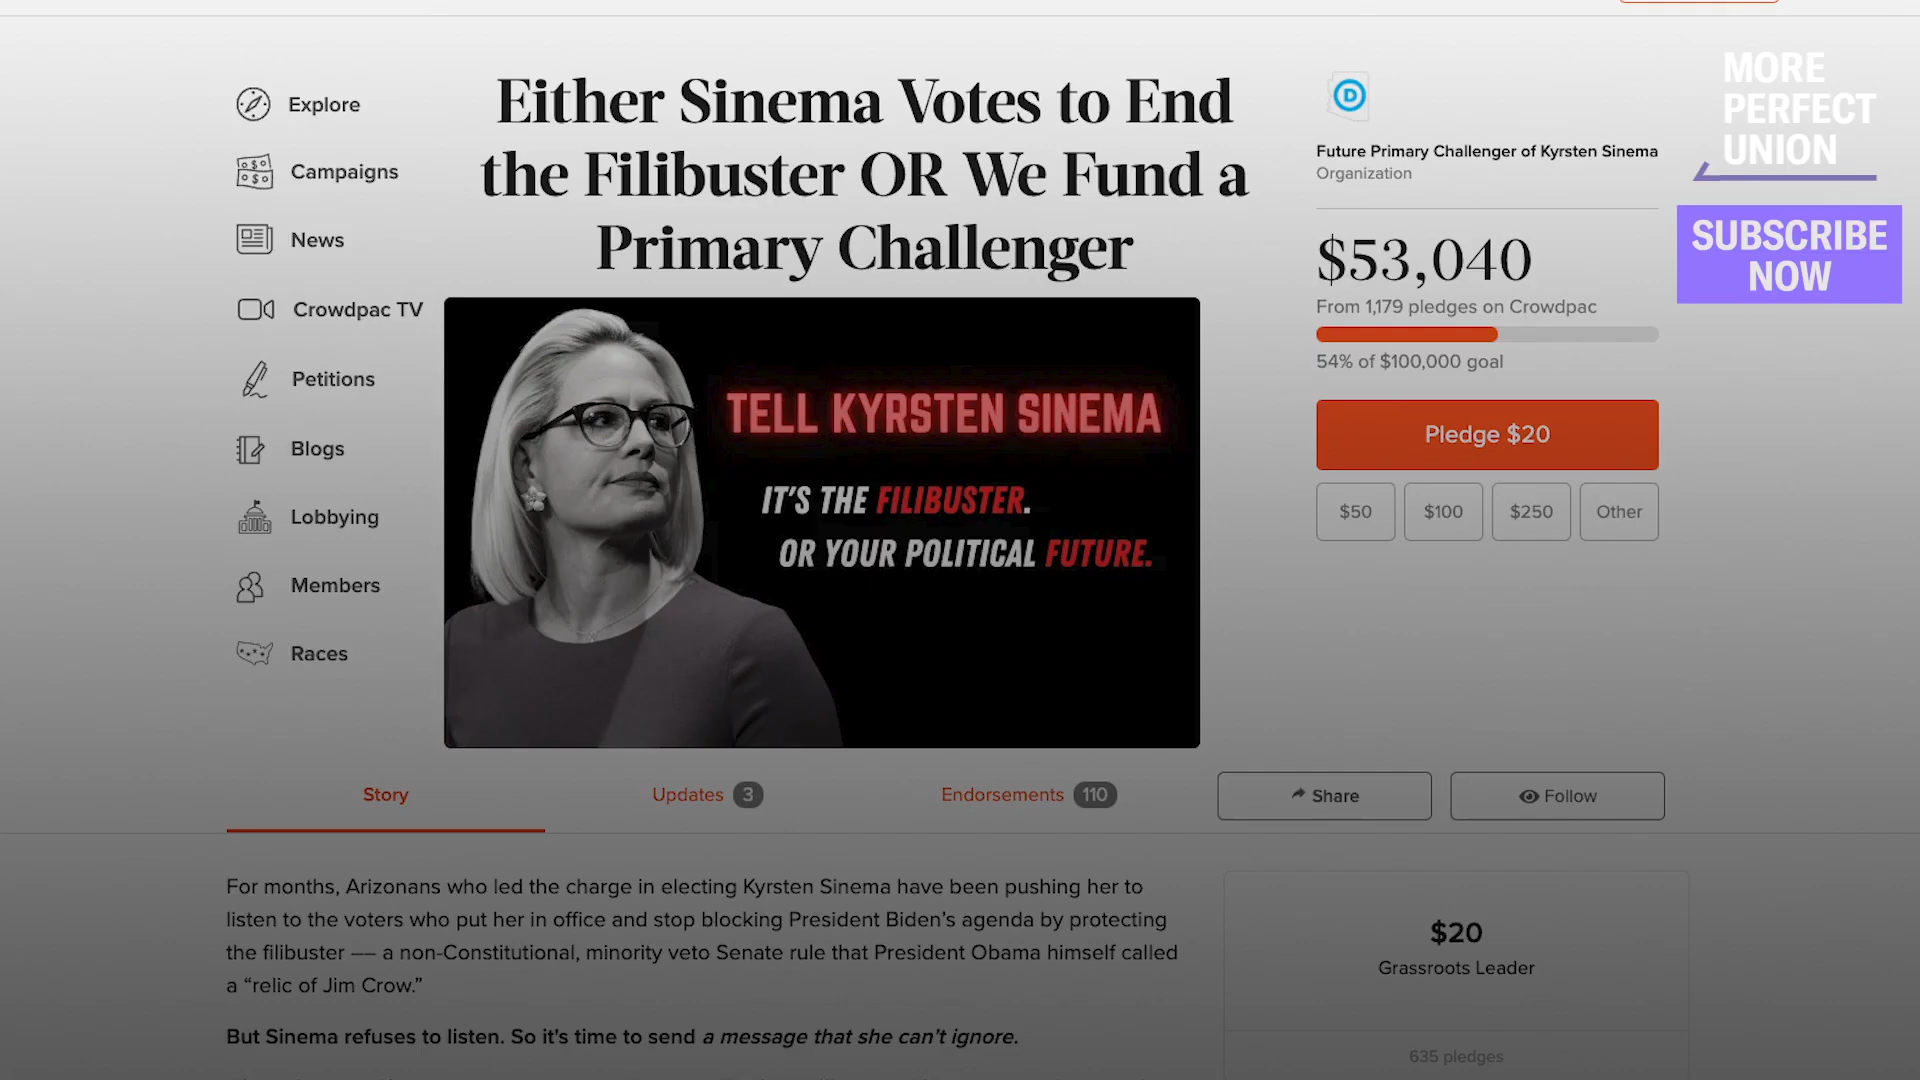 Explore
Campaigns
News
Crowdpac TV
Petitions
Blogs
Lobbying
Members
Races
Either Sinema Votes to End
the Filibuster OR We Fund a
Primary Challenger
TELL KYRSTEN SINEMA
IT'S THE FILIBUSTER.
OR YOUR POLITICAL FUTURE.
D
Future Primary Challenger of Kyrsten Sinema
Organization
$53,040
From 1,179 pledges on Crowdpac
54% of $100,000 goal
Pledge $20
$50
$100
$250
Other
MORE
PERFECT
UNION
SUBSCRIBE
NOW
Story
Updates 3
Endorsements 110
Share
Follow
For months, Arizonans who led the charge in electing Kyrsten Sinema have been pushing her to
listen to the voters who put her in office and stop blocking President Biden’s agenda by protecting
the filibuster –– a non-Constitutional, minority veto Senate rule that President Obama himself called
a “relic of Jim Crow.”
But Sinema refuses to listen. So it's time to send a message that she can’t ignore.
$20
Grassroots Leader
635 pledges